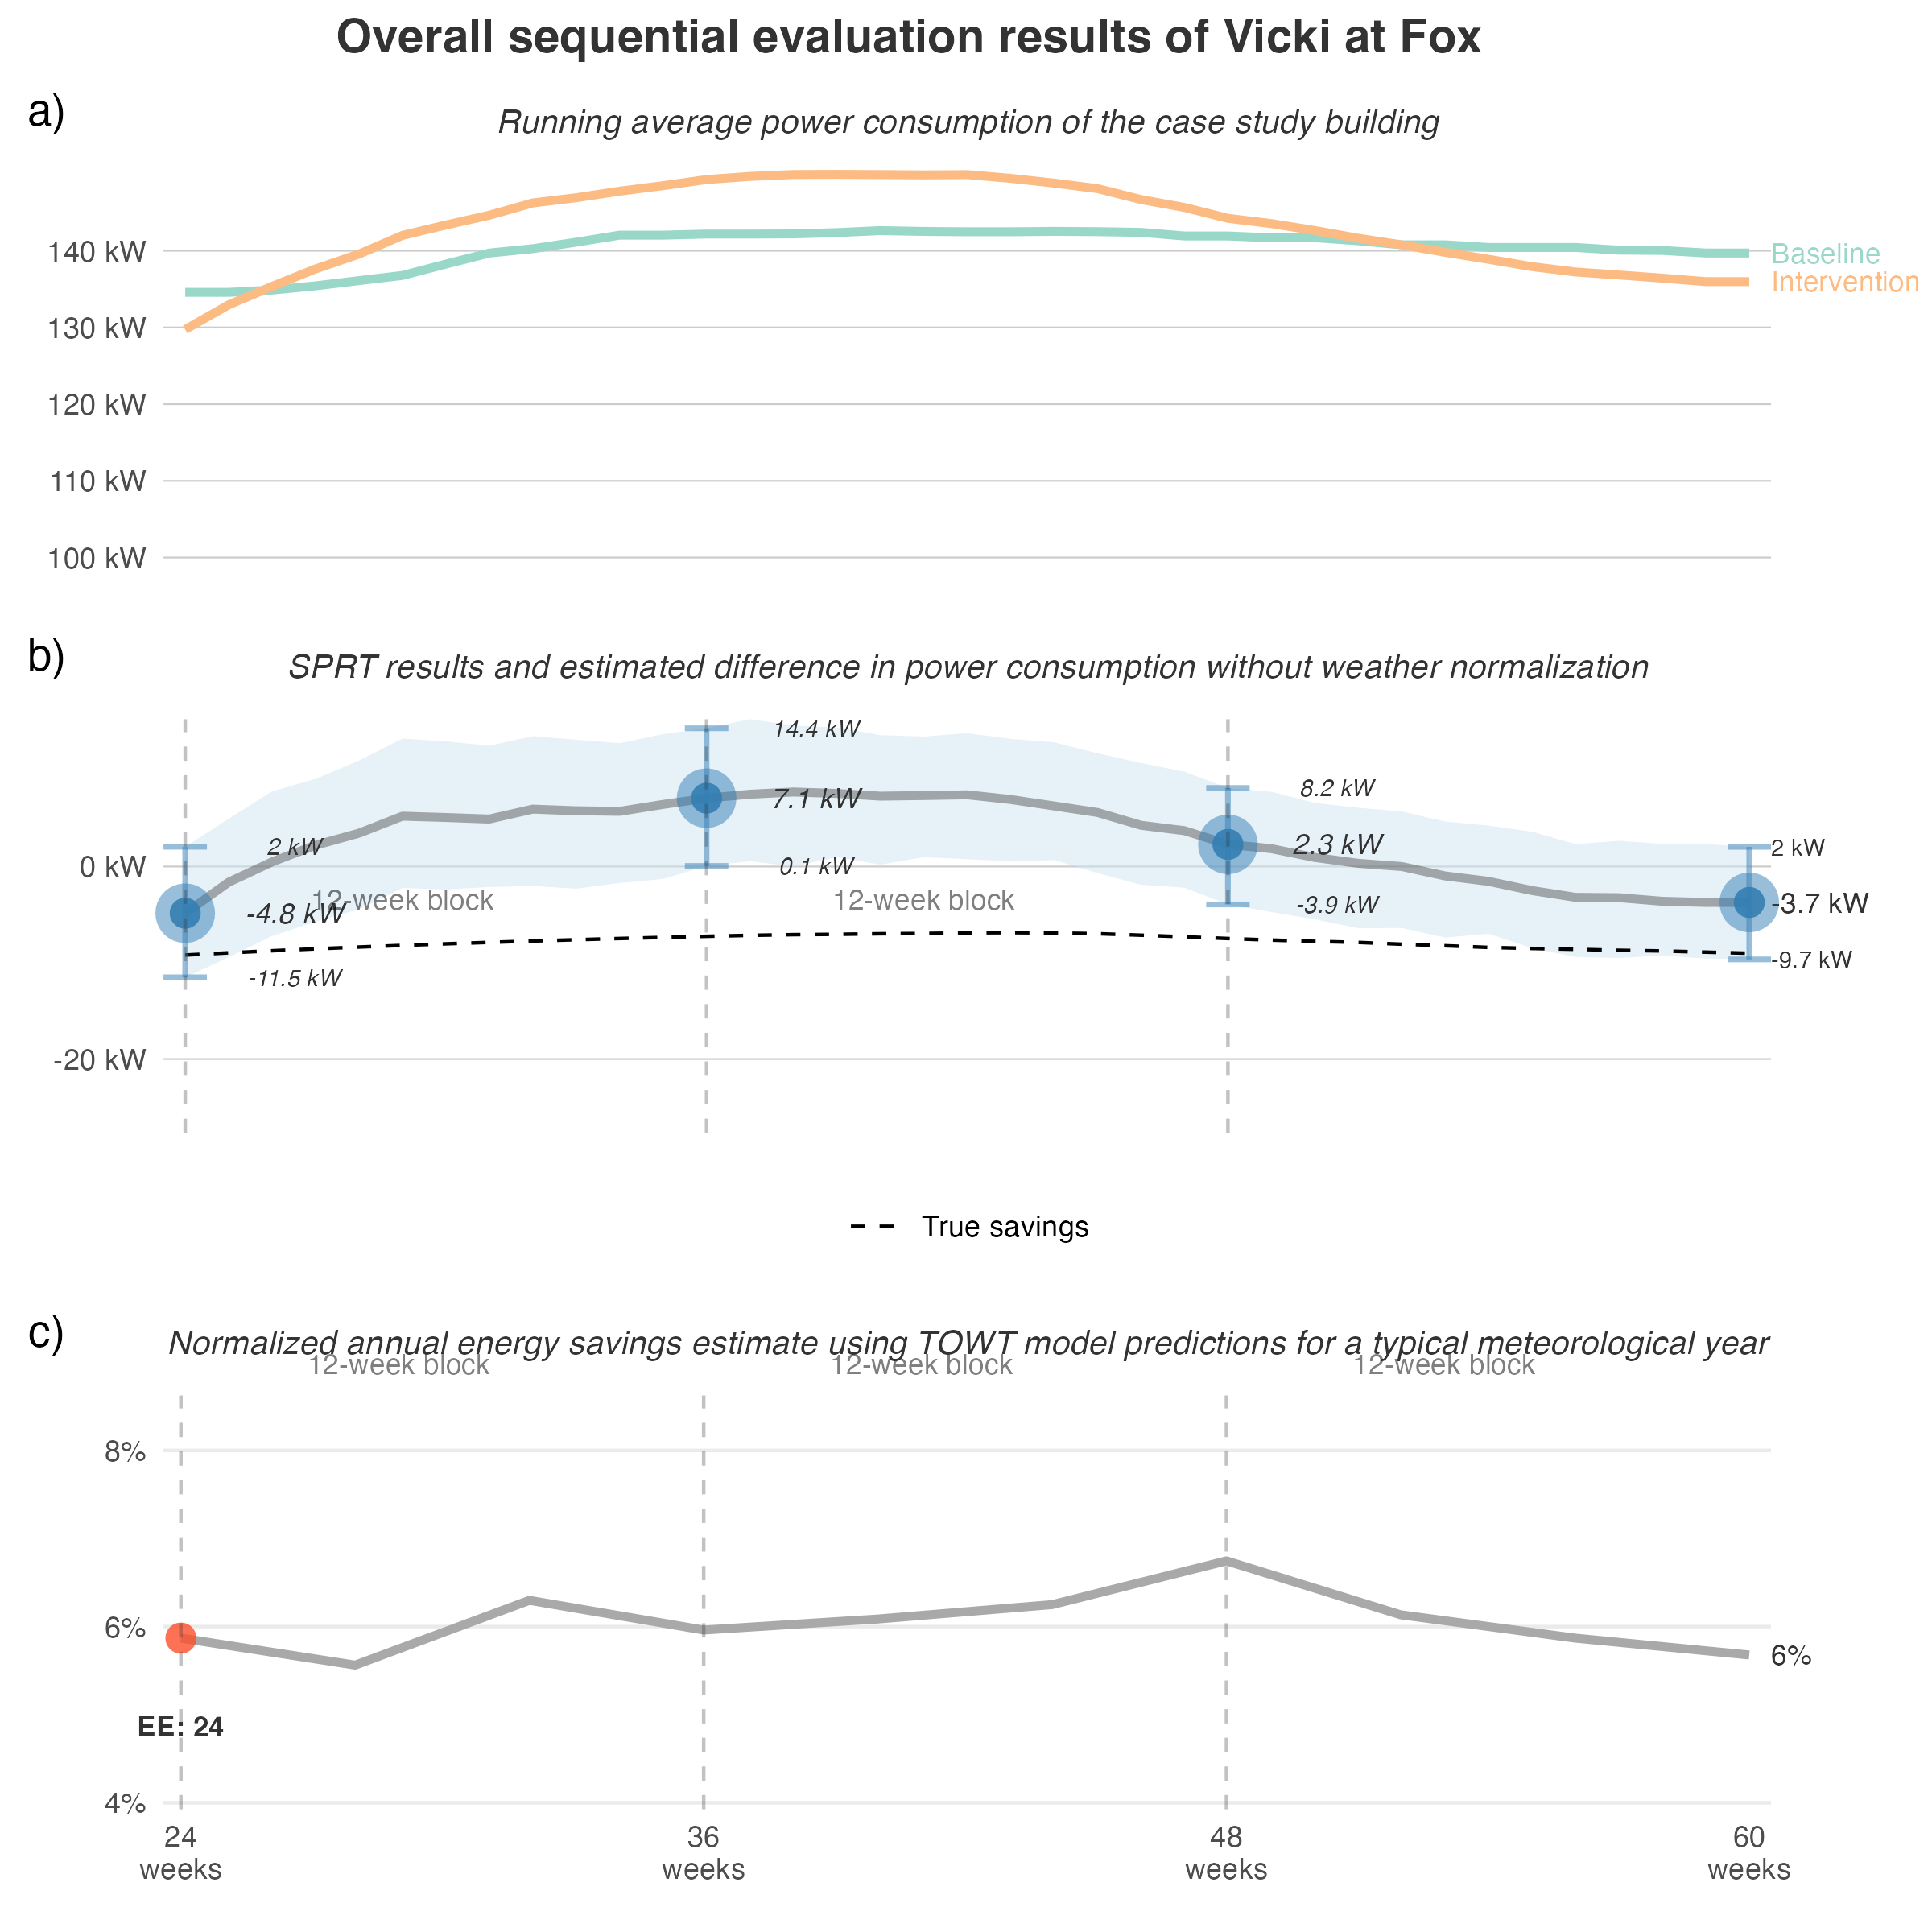 Overall sequential evaluation results of Vicki at Fox
a)
Running average power consumption of the case study building
140 kW
130 kW
120 kW
110 kW
100 kW
Baseline
Intervention
b)
SPRT results and estimated difference in power consumption without weather normalization
14.4 kW
7.1 kW
0.1 kW
8.2 kW
2.3 kW
-3.9 kW
2 kW
-4.8 kW
-11.5 kW
2 kW
-3.7 kW
-9.7 kW
0 kW
-20 kW
12-week block
12-week block
True savings
c)
Normalized annual energy savings estimate using TOWT model predictions for a typical meteorological year
12-week block
12-week block
12-week block
8%
6%
4%
6%
EE: 24
24
weeks
36
weeks
48
weeks
60
weeks